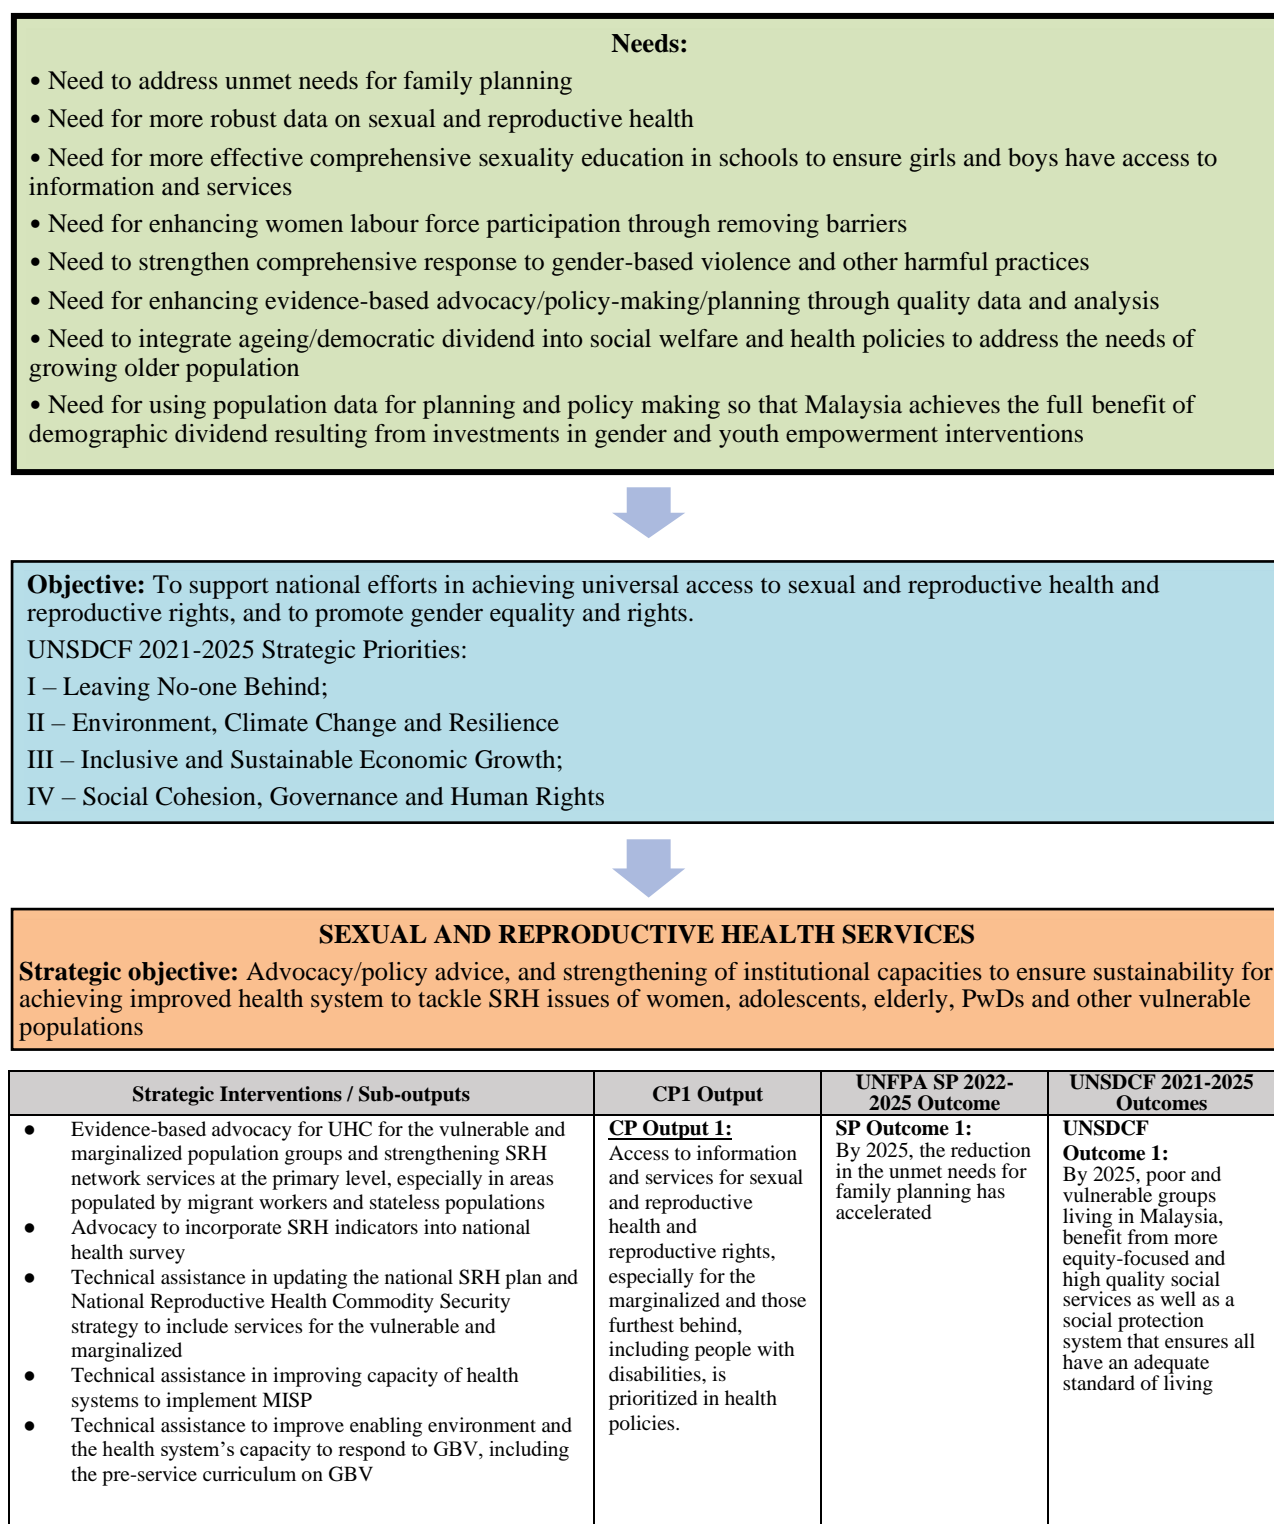 Needs:
• Need to address unmet needs for family planning
• Need for more robust data on sexual and reproductive health
• Need for more effective comprehensive sexuality education in schools to ensure girls and boys have access to
information and services
• Need for enhancing women labour force participation through removing barriers
• Need to strengthen comprehensive response to gender-based violence and other harmful practices
• Need for enhancing evidence-based advocacy/policy-making/planning through quality data and analysis
• Need to integrate ageing/democratic dividend into social welfare and health policies to address the needs of
growing older population
• Need for using population data for planning and policy making so that Malaysia achieves the full benefit of
demographic dividend resulting from investments in gender and youth empowerment interventions
Objective: To support national efforts in achieving universal access to sexual and reproductive health and
reproductive rights, and to promote gender equality and rights.
UNSDCF 2021-2025 Strategic Priorities:
I – Leaving No-one Behind;
II – Environment, Climate Change and Resilience
III – Inclusive and Sustainable Economic Growth;
IV – Social Cohesion, Governance and Human Rights
SEXUAL AND REPRODUCTIVE HEALTH SERVICES
Strategic objective: Advocacy/policy advice, and strengthening of institutional capacities to ensure sustainability for
achieving improved health system to tackle SRH issues of women, adolescents, elderly, PwDs and other vulnerable
populations
Strategic Interventions / Sub-outputs
● Evidence-based advocacy for UHC for the vulnerable and
marginalized population groups and strengthening SRH
network services at the primary level, especially in areas
populated by migrant workers and stateless populations
● Advocacy to incorporate SRH indicators into national
health survey
● Technical assistance in updating the national SRH plan and
National Reproductive Health Commodity Security
strategy to include services for the vulnerable and
marginalized
● Technical assistance in improving capacity of health
systems to implement MISP
● Technical assistance to improve enabling environment and
the health system's capacity to respond to GBV, including
the pre-service curriculum on GBV
CP1 Output
CP Output 1:
Access to information
and services for sexual
and reproductive
health and
reproductive rights,
especially for the
marginalized and those
furthest behind,
including people with
disabilities, is
prioritized in health
policies.
UNFPA SP 2022-
2025 Outcome
SP Outcome 1:
By 2025, the reduction
in the unmet needs for
family planning has
accelerated
UNSDCF 2021-2025
Outcomes
UNSDCF
Outcome 1:
By 2025, poor and
vulnerable groups
living in Malaysia,
benefit from more
equity-focused and
high quality social
services as well as a
social protection
system that ensures all
have an adequate
standard of living